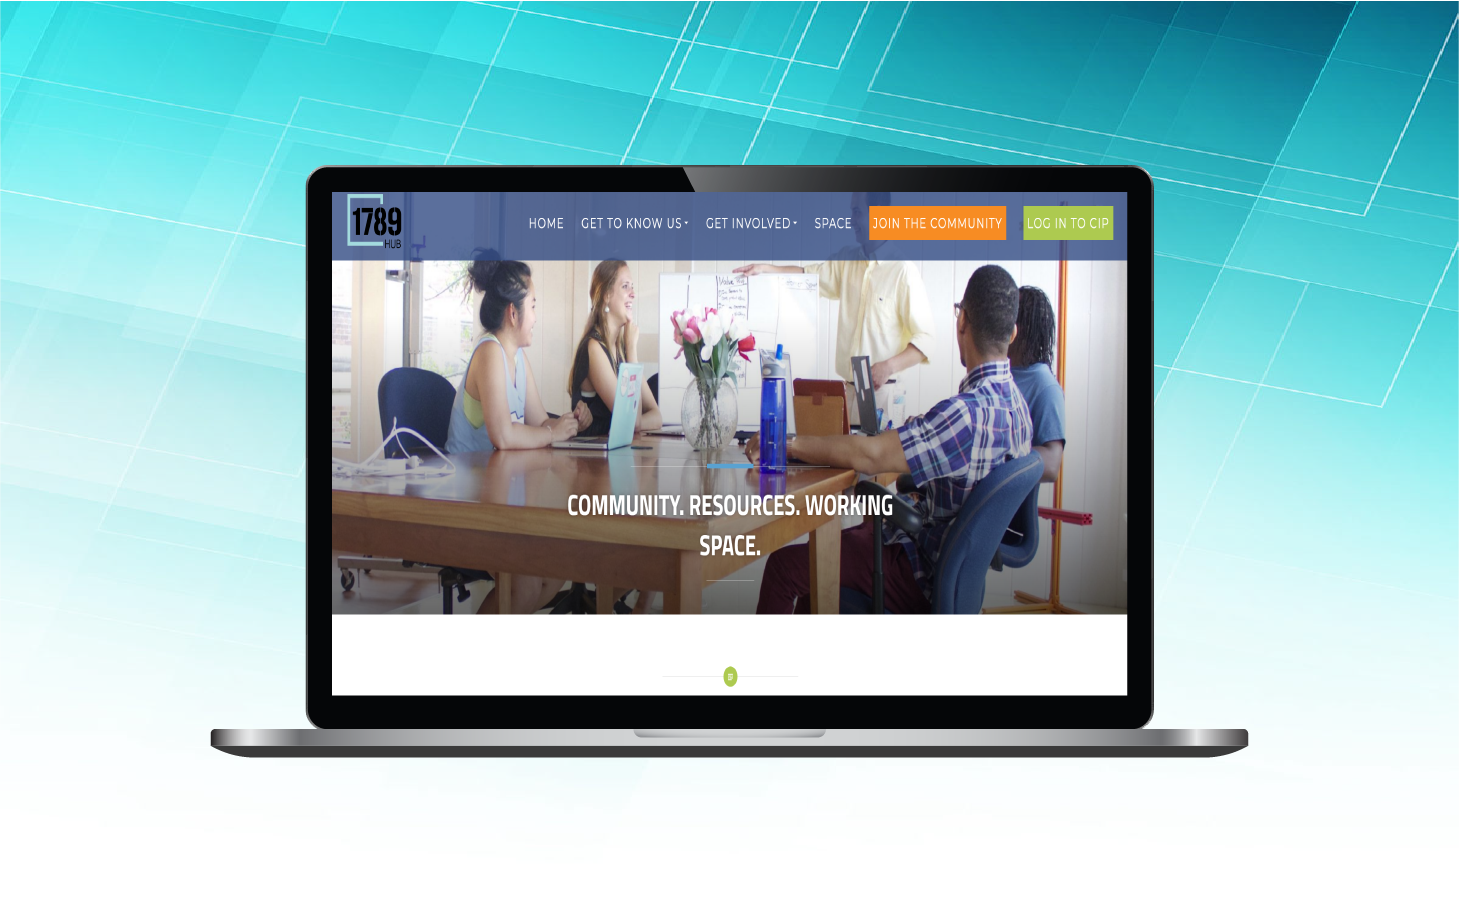 1789
HUB
HOME GET TO KNOW US GET INVOLVED SPACE JOIN THE COMMUNITY LOG IN TO CIP
Value
COMMUNITY. RESOURCES. WORKING
SPACE.